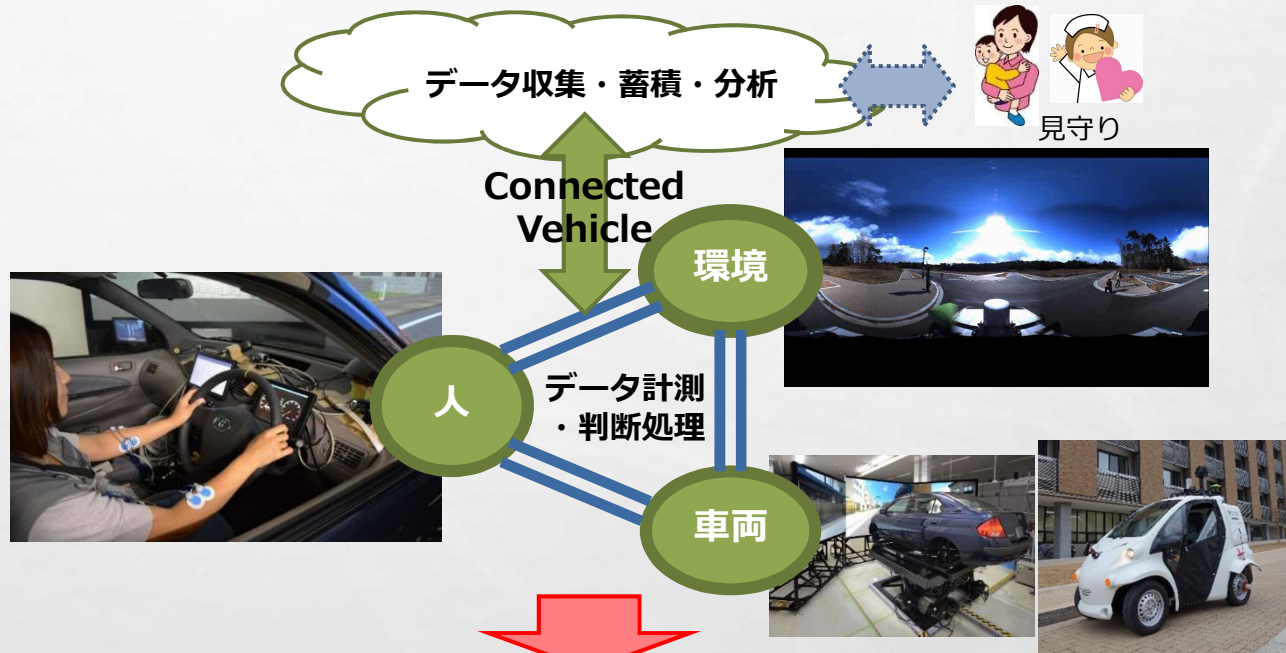 データ収集・蓄積・分析
見守り
Connected
Vehicle
環境
人
データ計測
・判断処理
車両